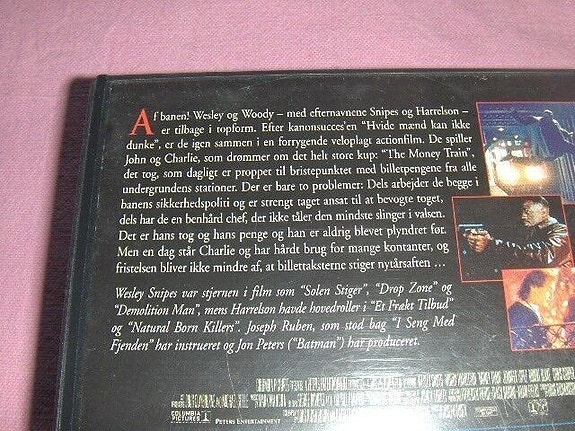 Af banen! Wesley og Woody – med efternavnene Snipes og Harrelson –
er tilbage i topform. Efter kanonsucces'en "Hvide mænd kan ikke
dunke", er de igen sammen i en forrygende veloplagt actionfilm. De spiller
John og Charlie, som drømmer om det helt store kup: "The Money Train",
det tog, som dagligt er proppet til bristepunktet med billetpengene fra alle
undergrundens stationer. Der er bare to problemer: Dels arbejder de begge i
banens sikkerhedspoliti og er strengt taget ansat til at bevogte toget,
dels har de en benhård chef, der ikke tåler den mindste slinger i valsen.
Det er hans tog og hans penge og han er aldrig blevet plyndret før.
Men en dag står Charlie og har hårdt brug for mange kontanter, og
fristelsen bliver ikke mindre af, at billettaksterne stiger nytårsaften ...
Wesley Snipes var stjernen i film som "Solen Stiger", "Drop Zone" og
"Demolition Man", mens Harrelson havde hovedroller i "Et Frækt Tilbud"
og "Natural Born Killers". Joseph Ruben, som stod bag "I Seng Med
Fjenden" har instrueret og Jon Peters ("Batman") har produceret.
COLUMBIA
PICTURES
PETERS ENTERTAINMENT